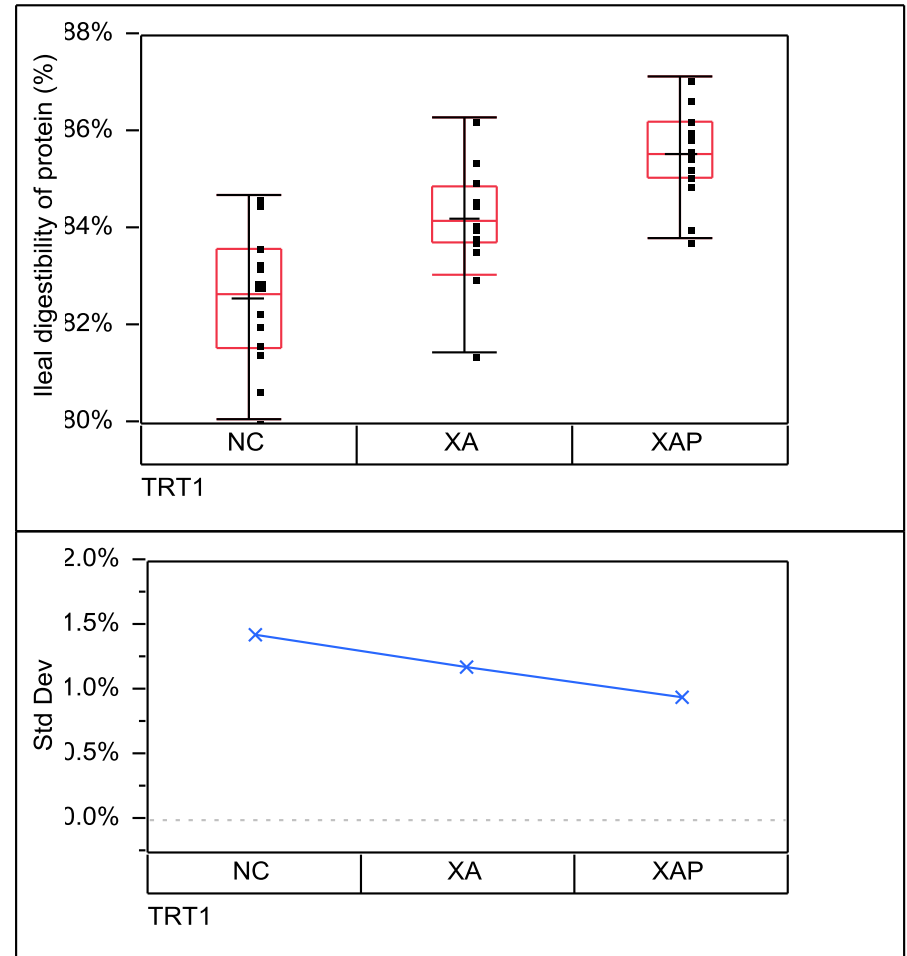 Ileal digestibility of protein (%)
88%
86%
84%
82%
80%
NC XA XAP
TRT1
Std Dev
2.0%
1.5%
1.0%
0.5%
0.0%
NC XA XAP
TRT1